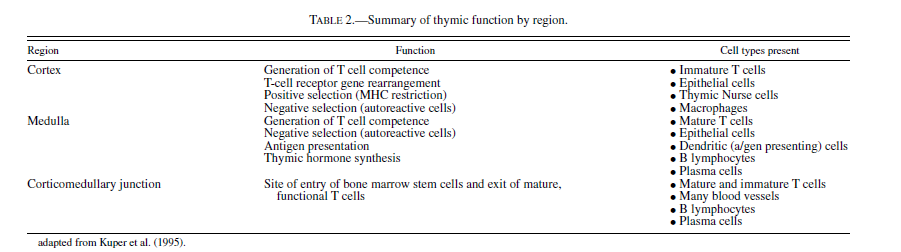 TABLE 2.—Summary of thymic function by region.
Region Function Cell types present
Cortex Generation of T cell competence • Immature T cells
T-cell receptor gene rearrangement • Epithelial cells
Positive selection (MHC restriction) • Thymic Nurse cells
Negative selection (autoreactive cells) • Macrophages
Medulla Generation of T cell competence • Mature T cells
Negative selection (autoreactive cells) • Epithelial cells
Antigen presentation • Dendritic (a/gen presenting) cells
Thymic hormone synthesis • B lymphocytes
• Plasma cells
Corticomedullary junction Site of entry of bone marrow stem cells and exit of mature, • Mature and immature T cells
functional T cells • Many blood vessels
• B lymphocytes
• Plasma cells
adapted from Kuper et al. (1995).